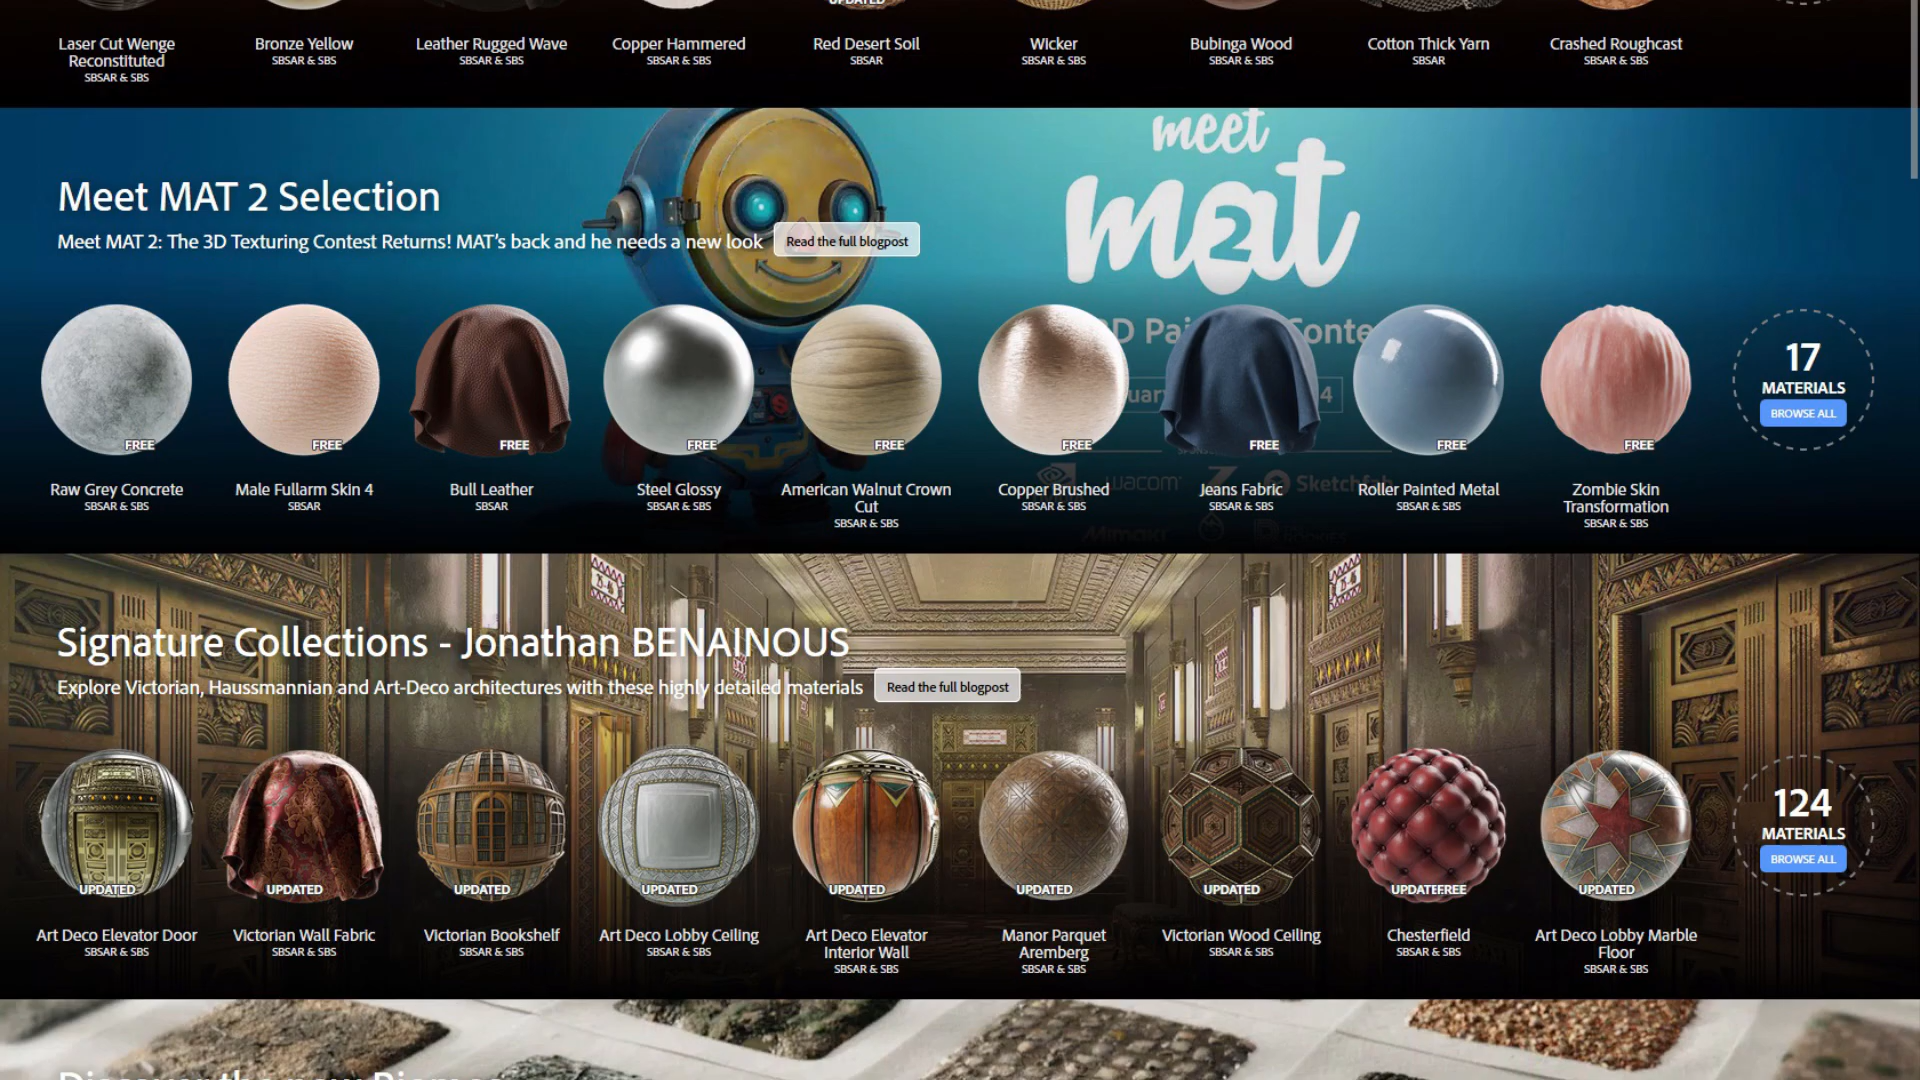 UPDATED
Laser Cut Wenge
Reconstituted
SBSAR & SBS
Bronze Yellow
SBSAR & SBS
Leather Rugged Wave
SBSAR & SBS
Copper Hammered
SBSAR & SBS
Red Desert Soil
SBSAR
Wicker
SBSAR & SBS
Bubinga Wood
SBSAR & SBS
Cotton Thick Yarn
SBSAR
Crashed Roughcast
SBSAR & SBS
meet
mat
2
Meet MAT 2 Selection
Meet MAT 2: The 3D Texturing Contest Returns! MAT's back and he needs a new look
Read the full blogpost
17
MATERIALS
BROWSE ALL
FREE
FREE
FREE
FREE
FREE
FREE
FREE
FREE
FREE
Raw Grey Concrete
SBSAR & SBS
Male Fullarm Skin 4
SBSAR
Bull Leather
SBSAR
Steel Glossy
SBSAR & SBS
American Walnut Crown
Cut
SBSAR & SBS
Copper Brushed
SBSAR & SBS
Jeans Fabric
SBSAR & SBS
Roller Painted Metal
SBSAR & SBS
Zombie Skin
Transformation
SBSAR & SBS
wacom
Sketchfab
Mimaki
Signature Collections - Jonathan BENAINOUS
Explore Victorian, Haussmannian and Art-Deco architectures with these highly detailed materials
Read the full blogpost
124
MATERIALS
BROWSE ALL
UPDATED
UPDATED
UPDATED
UPDATED
UPDATED
UPDATED
UPDATED
UPDATEFREE
UPDATED
Art Deco Elevator Door
SBSAR & SBS
Victorian Wall Fabric
SBSAR & SBS
Victorian Bookshelf
SBSAR & SBS
Art Deco Lobby Ceiling
SBSAR & SBS
Art Deco Elevator
Interior Wall
SBSAR & SBS
Manor Parquet
Aremberg
SBSAR & SBS
Victorian Wood Ceiling
SBSAR & SBS
Chesterfield
SBSAR & SBS
Art Deco Lobby Marble
Floor
SBSAR & SBS